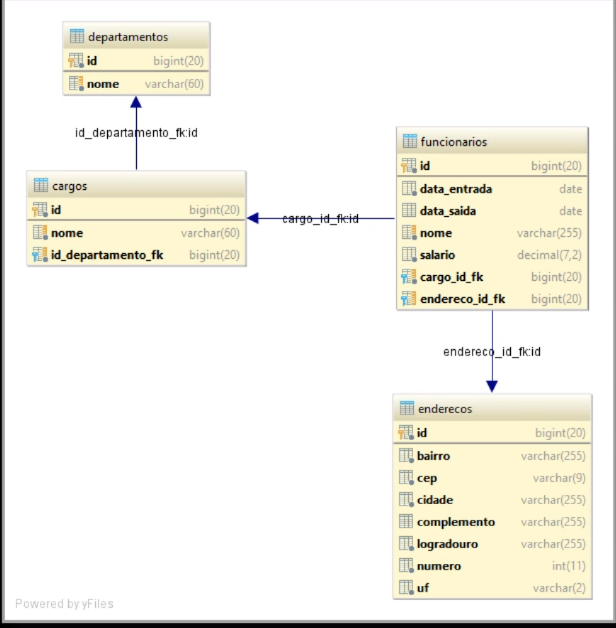 departamentos
id bigint(20)
nome varchar(60)
id_departamento_fk:id
cargos
id bigint(20)
nome varchar(60)
id_departamento_fk bigint(20)
cargo_id_fk:id
funcionarios
id bigint(20)
data_entrada date
data_saida date
nome varchar(255)
salario decimal(7,2)
cargo_id_fk bigint(20)
endereco_id_fk bigint(20)
endereco_id_fk:id
enderecos
id bigint(20)
bairro varchar(255)
cep varchar(9)
cidade varchar(255)
complemento varchar(255)
logradouro varchar(255)
numero int(11)
uf varchar(2)
Powered by yFiles